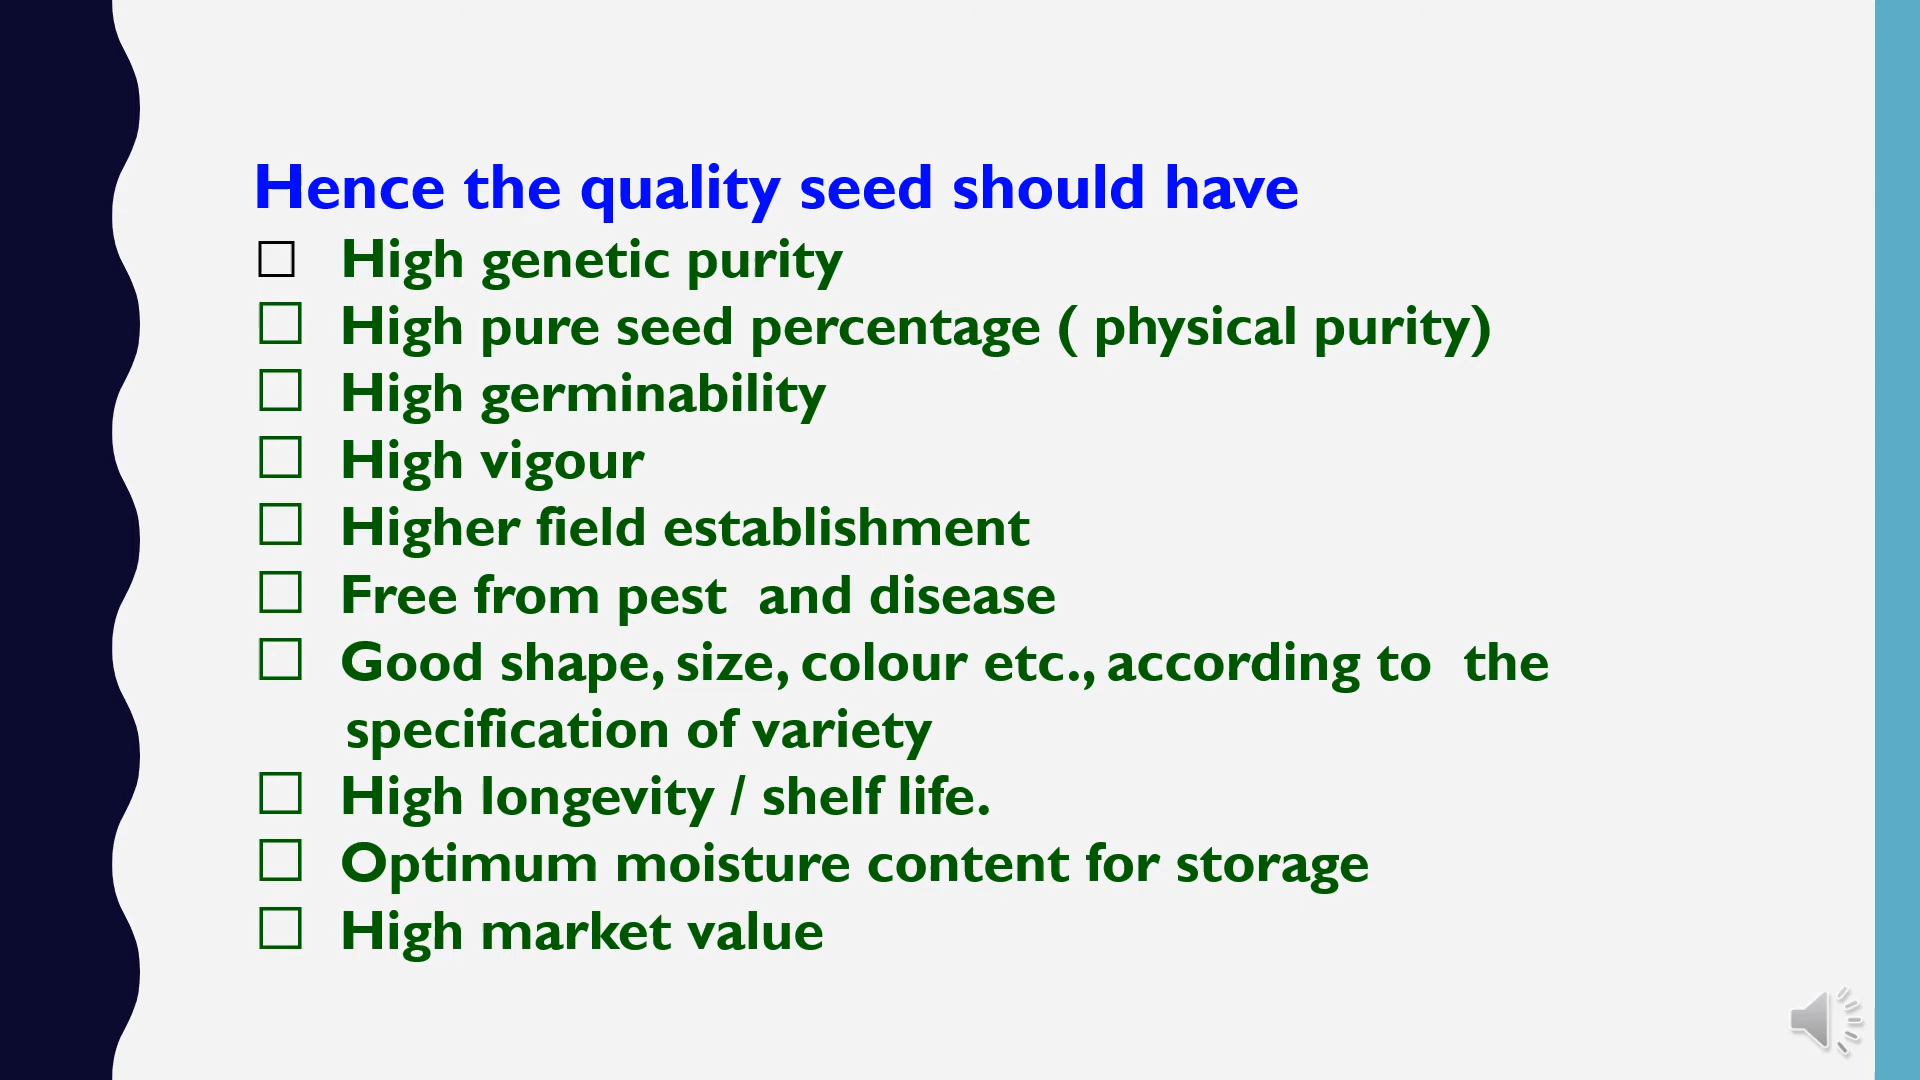 Hence the quality seed should have
☐ High genetic purity
☐ High pure seed percentage ( physical purity)
☐ High germinability
☐ High vigour
☐ Higher field establishment
☐ Free from pest  and disease
☐ Good shape, size, colour etc., according to  the
specification of variety
☐ High longevity / shelf life.
☐ Optimum moisture content for storage
☐ High market value